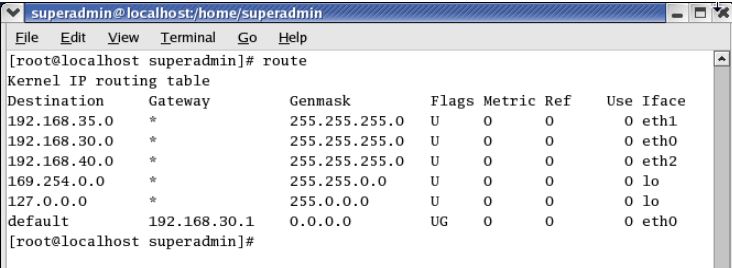 superadmin@localhost:/home/superadmin
File Edit View Terminal Go Help
[root@localhost superadmin]# route
Kernel IP routing table
Destination Gateway Genmask Flags Metric Ref Use Iface
192.168.35.0 * 255.255.255.0 U 0 0 0 eth1
192.168.30.0 * 255.255.255.0 U 0 0 0 eth0
192.168.40.0 * 255.255.255.0 U 0 0 0 eth2
169.254.0.0 * 255.255.0.0 U 0 0 0 lo
127.0.0.0 * 255.0.0.0 U 0 0 0 lo
default 192.168.30.1 0.0.0.0 UG 0 0 0 eth0
[root@localhost superadmin]#